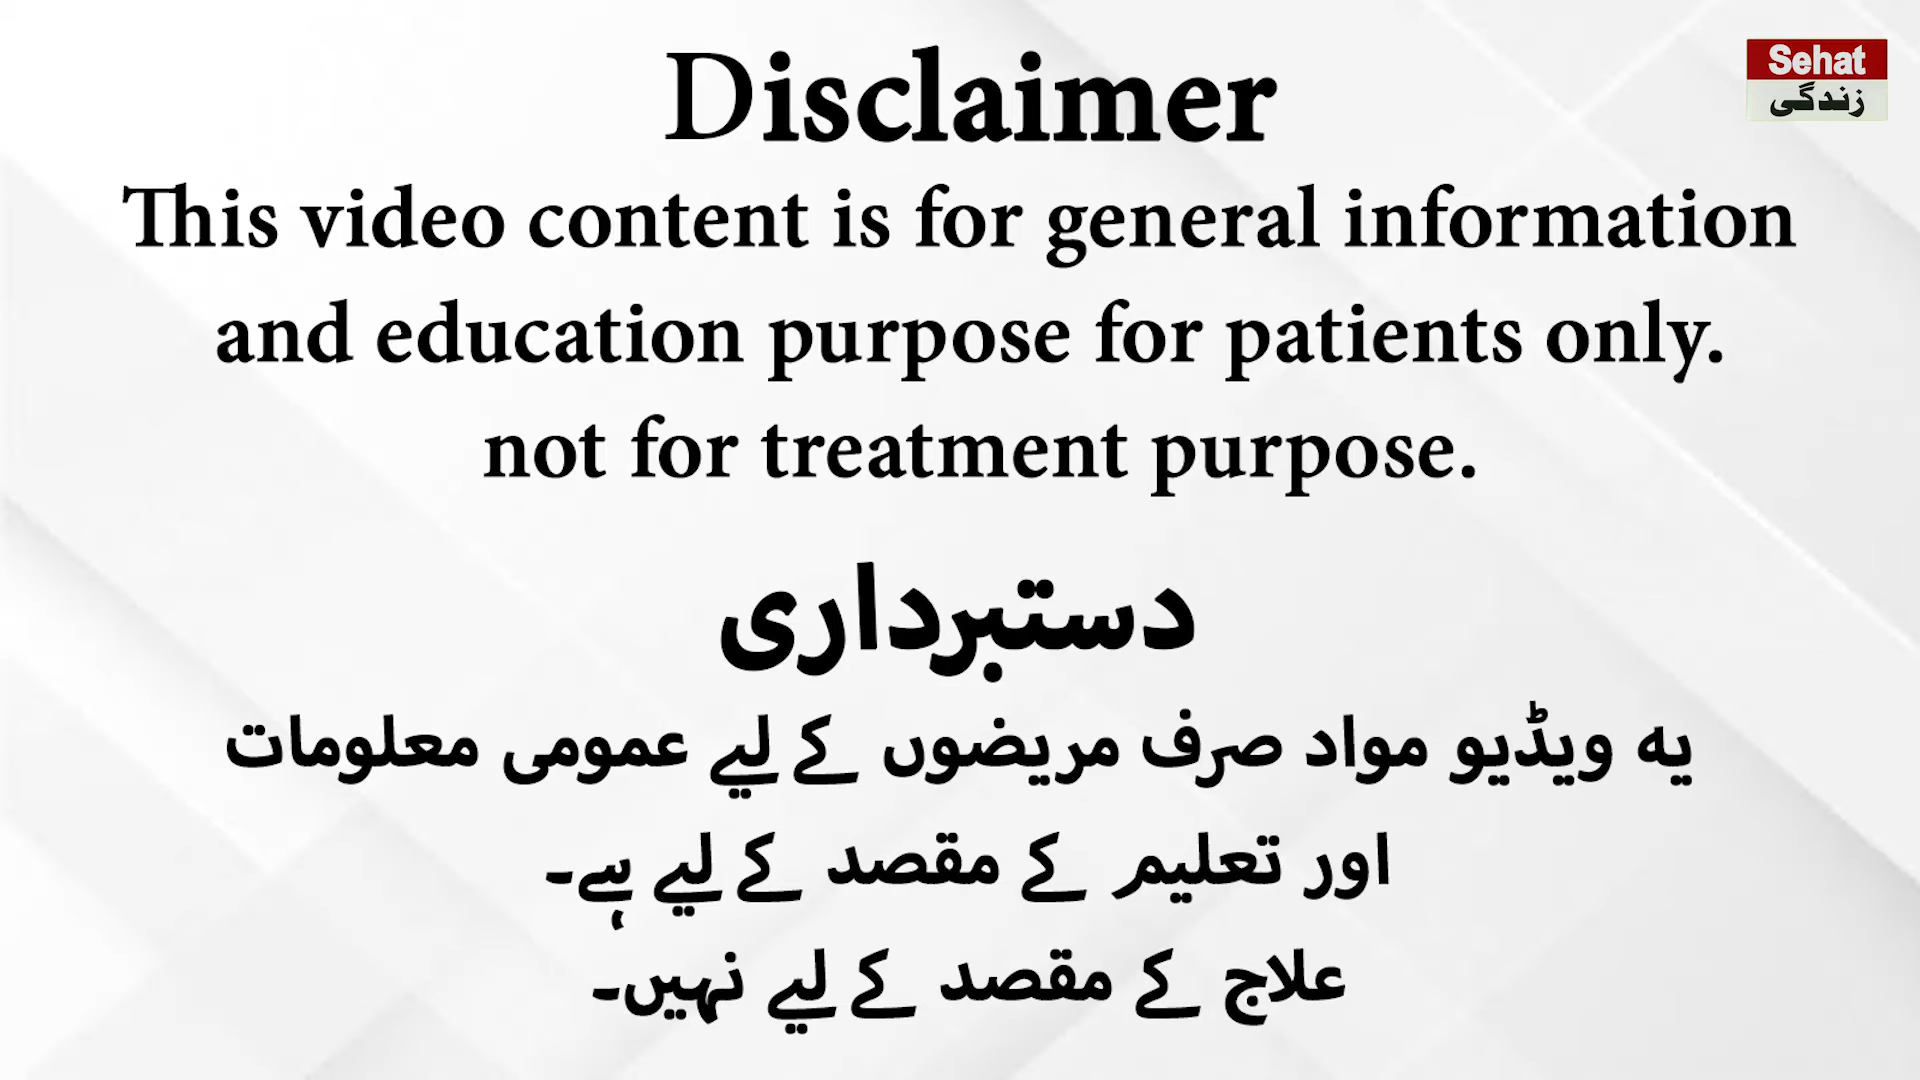 Sehat
زندگی
Disclaimer
This video content is for general information
and education purpose for patients only.
not for treatment purpose.
دستبرداری
یہ ویڈیو مواد صرف مریضوں کے لیے عمومی معلومات
اور تعلیم کے مقصد کے لیے ہے۔
علاج کے مقصد کے لیے نہیں۔